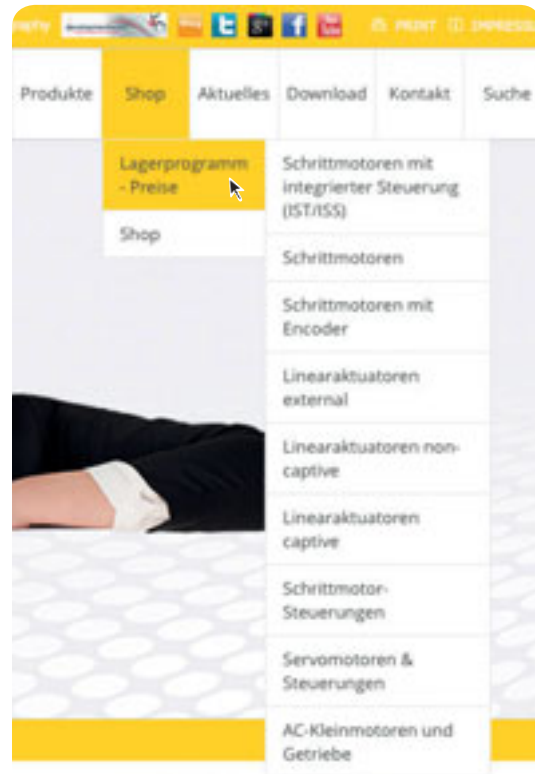 PRINT
Produkte
Shop
Aktuelles
Download
Kontakt
Suche
Lagerprogramm
- Preise
Shop
Schrittmotoren mit
integrierter Steuerung
(IST/ISS)
Schrittmotoren
Schrittmotoren mit
Encoder
Linearaktuatoren
external
Linearaktuatoren non-
captive
Linearaktuatoren
captive
Schrittmotor-
Steuerungen
Servomotoren &
Steuerungen
AC-Kleinmotoren und
Getriebe